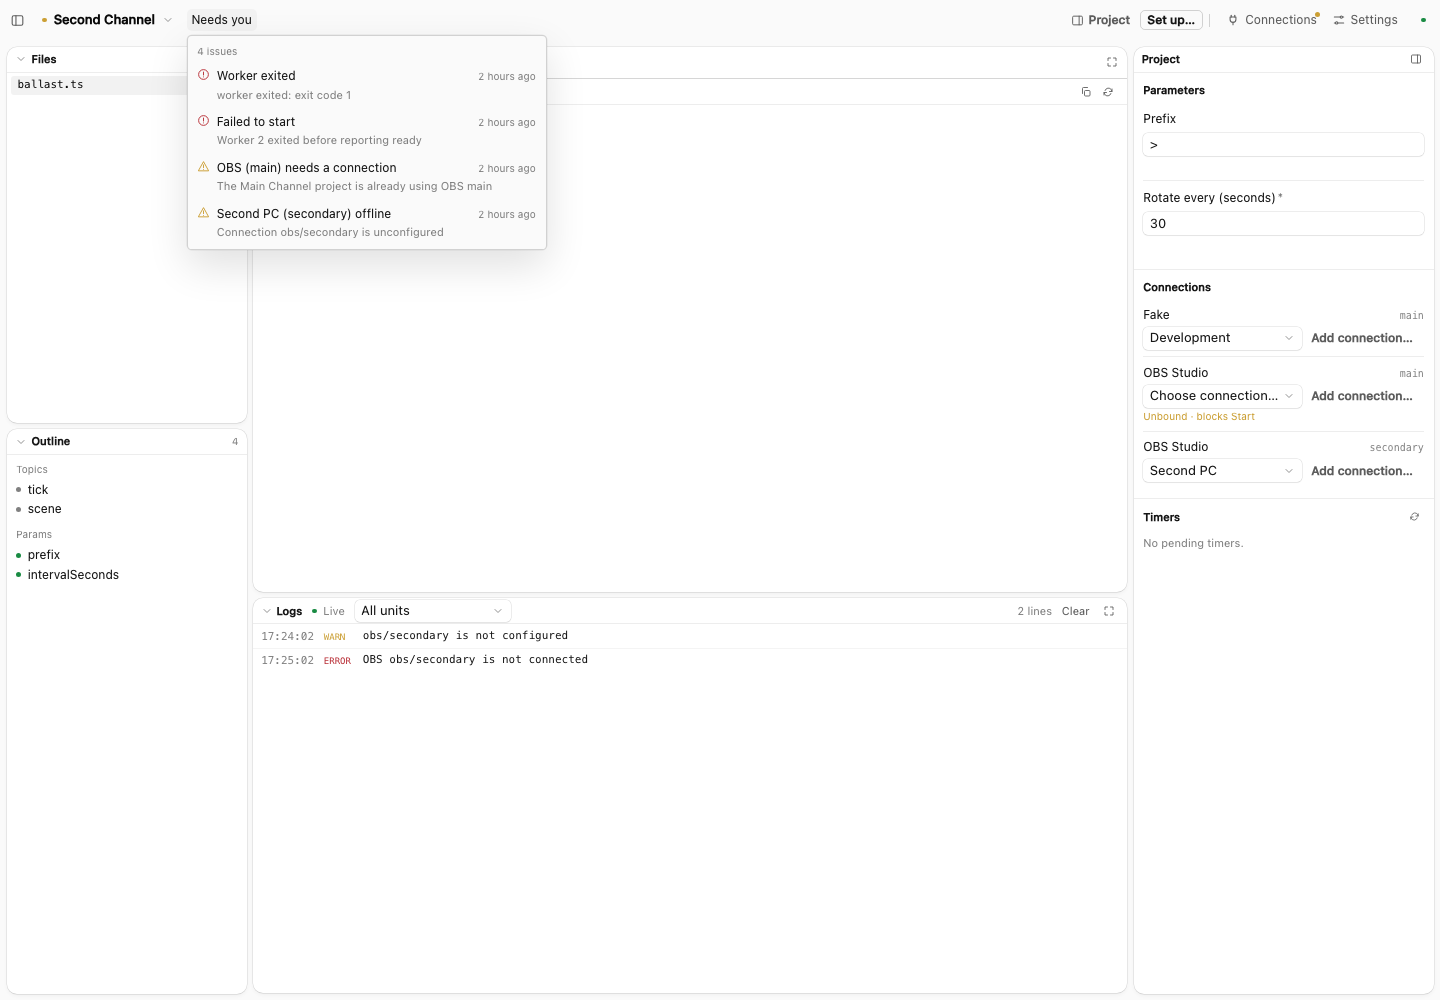 Second Channel
Needs you
Project
Set up...
Connections
Settings
Files
ballast.ts
4 issues
Worker exited
2 hours ago
worker exited: exit code 1
Failed to start
2 hours ago
Worker 2 exited before reporting ready
OBS (main) needs a connection
2 hours ago
The Main Channel project is already using OBS main
Second PC (secondary) offline
2 hours ago
Connection obs/secondary is unconfigured
Outline
4
Topics
tick
scene
Params
prefix
intervalSeconds
Logs
Live
All units
2 lines
Clear
17:24:02 WARN obs/secondary is not configured
17:25:02 ERROR OBS obs/secondary is not connected
Project
Parameters
Prefix
>
Rotate every (seconds) *
30
Connections
Fake
main
Development
Add connection...
OBS Studio
main
Choose connection...
Add connection...
Unbound · blocks Start
OBS Studio
secondary
Second PC
Add connection...
Timers
No pending timers.